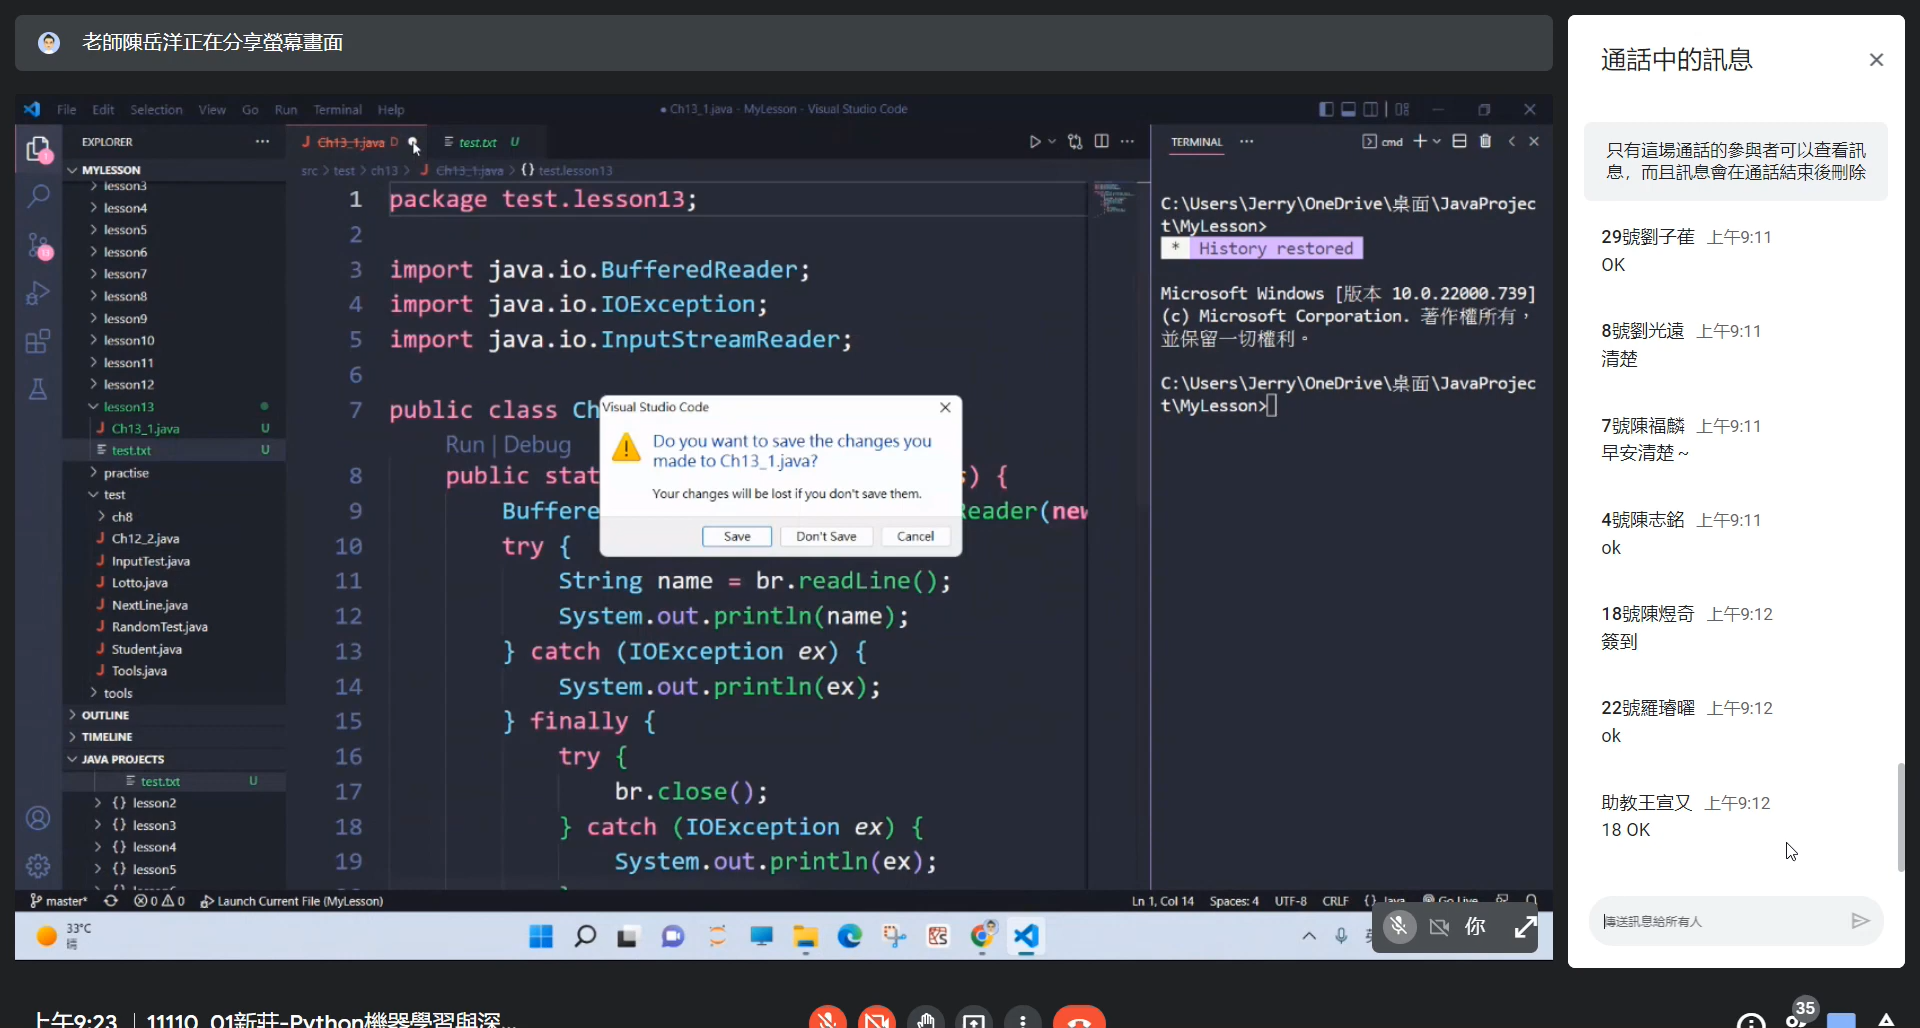 老師陳岳洋正在分享螢幕畫面
File Edit Selection View Go Run Terminal Help
● Ch13_1.java - MyLesson - Visual Studio Code
EXPLORER
MYLESSON
lesson3
lesson4
lesson5
lesson6
lesson7
lesson8
lesson9
lesson10
lesson11
lesson12
lesson13
Ch13_1.java U
test.txt U
practise
test
ch8
Ch12_2.java
InputTest.java
Lotto.java
NextLine.java
RandomTest.java
Student.java
Tools.java
tools
OUTLINE
TIMELINE
JAVA PROJECTS
test.txt U
{} lesson2
{} lesson3
{} lesson4
{} lesson5
Ch13_1.java D
test.txt U
src > test > ch13 > Ch13_1.java > {} test.lesson13
1 package test.lesson13;
2
3 import java.io.BufferedReader;
4 import java.io.IOException;
5 import java.io.InputStreamReader;
6
7 public class Ch
Run | Debug
8 public stat s) {
9 Buffere Reader(new
10 try {
11 String name = br.readLine();
12 System.out.println(name);
13 } catch (IOException ex) {
14 System.out.println(ex);
15 } finally {
16 try {
17 br.close();
18 } catch (IOException ex) {
19 System.out.println(ex);
Visual Studio Code
Do you want to save the changes you
made to Ch13_1.java?
Your changes will be lost if you don't save them.
Save Don't Save Cancel
TERMINAL
cmd
C:\Users\Jerry\OneDrive\桌面\JavaProjec
t\MyLesson>
* History restored
Microsoft Windows [版本 10.0.22000.739]
(c) Microsoft Corporation. 著作權所有，
並保留一切權利。
C:\Users\Jerry\OneDrive\桌面\JavaProjec
t\MyLesson>
master* 0 0 Launch Current File (MyLesson)
Ln 1, Col 14 Spaces: 4 UTF-8 CRLF {} Java Go Live
33°C
晴
你
通話中的訊息
只有這場通話的參與者可以查看訊
息，而且訊息會在通話結束後刪除
29號劉子萑 上午9:11
OK
8號劉光遠 上午9:11
清楚
7號陳福麟 上午9:11
早安清楚～
4號陳志銘 上午9:11
ok
18號陳煜奇 上午9:12
簽到
22號羅璿曜 上午9:12
ok
助教王宣又 上午9:12
18 OK
傳送訊息給所有人
上午9:23 | 11110_01新莊-Python機器學習與深...
35